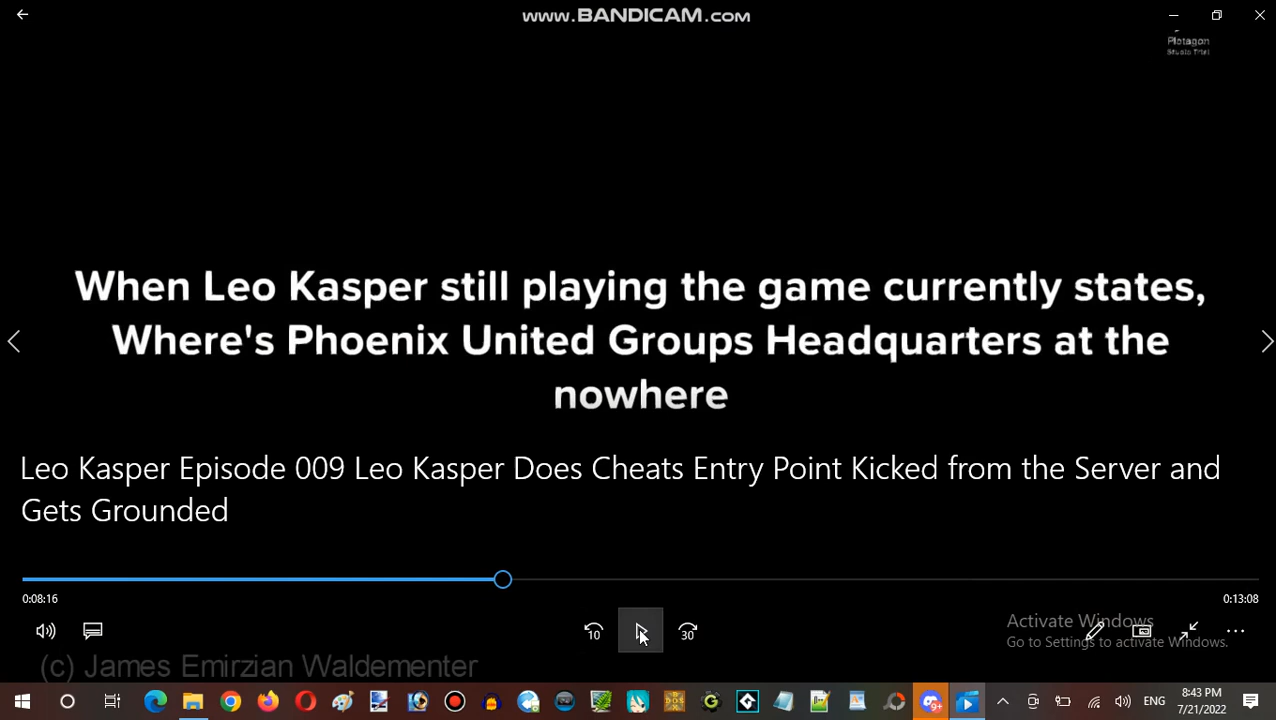 www.BANDICAM.com
Plotagon
Studio Trial
When Leo Kasper still playing the game currently states,
Where's Phoenix United Groups Headquarters at the
nowhere
Leo Kasper Episode 009 Leo Kasper Does Cheats Entry Point Kicked from the Server and
Gets Grounded
0:08:16
0:13:08
10
30
Activate Windows
Go to Settings to activate Windows.
(c) James Emirzian Waldementer
ENG
8:43 PM
7/21/2022